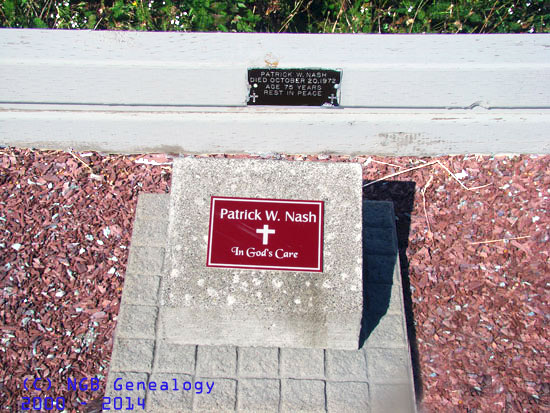 PATRICK W. NASH
DIED OCTOBER 20, 1972
AGE 75 YEARS
REST IN PEACE
Patrick W. Nash
In God's Care
(C) NGB Genealogy
2000 - 2014